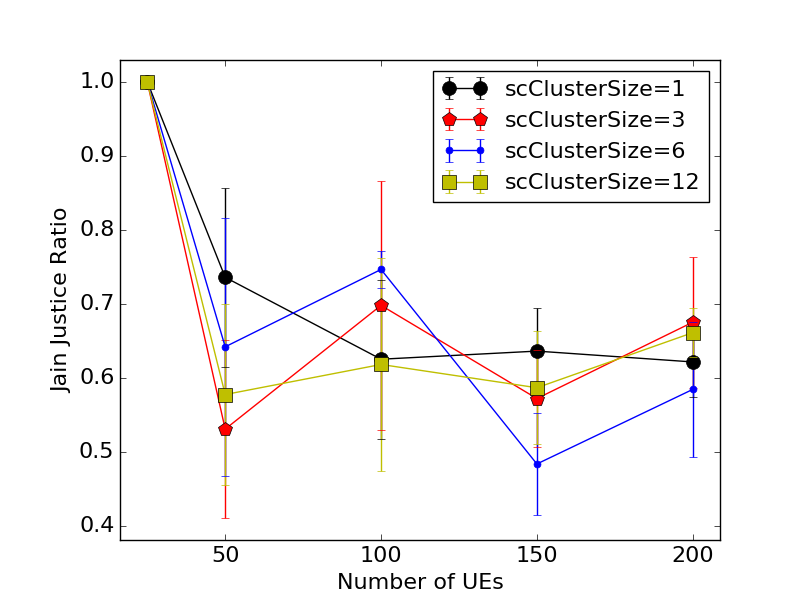 scClusterSize=1
scClusterSize=3
scClusterSize=6
scClusterSize=12
1.0
0.9
0.8
0.7
0.6
0.5
0.4
Jain Justice Ratio
50 100 150 200
Number of UEs